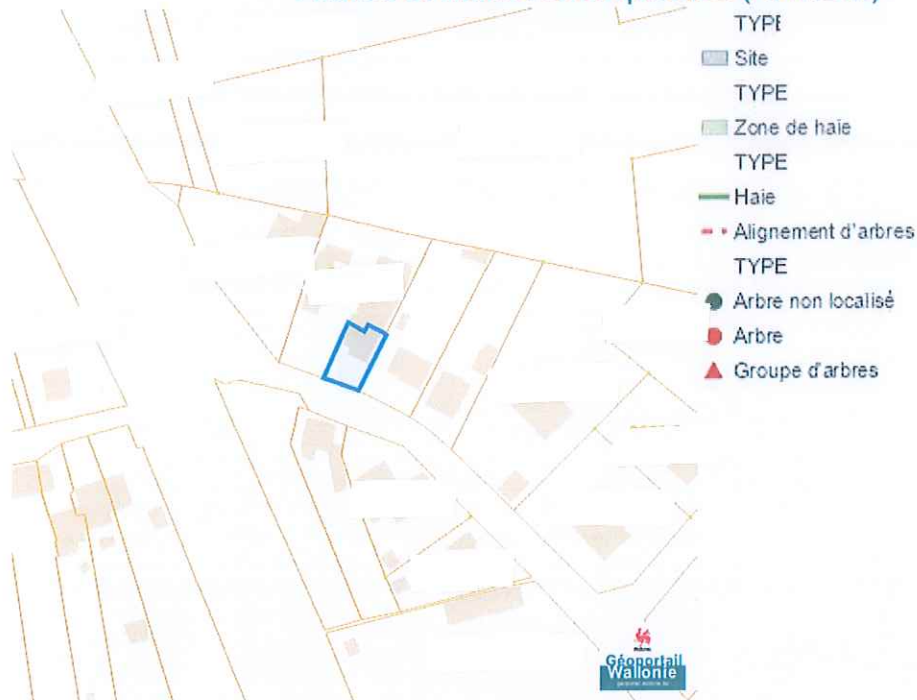 TYPE
Site
TYPE
Zone de haie
TYPE
Haie
Alignement d'arbres
TYPE
Arbre non localisé
Arbre
Groupe d'arbres
Géoportail
Wallonie